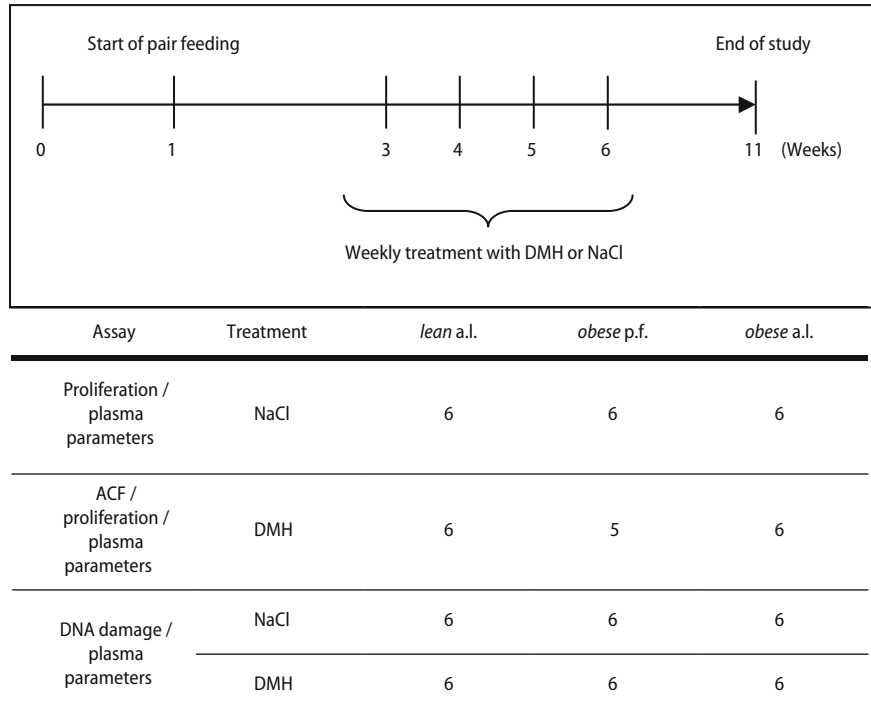 Start of pair feeding End of study
0 1 3 4 5 6 11 (Weeks)
Weekly treatment with DMH or NaCl
Assay Treatment lean a.l. obese p.f. obese a.l.
Proliferation /
plasma
parameters
NaCl 6 6 6
ACF /
proliferation /
plasma
parameters
DMH 6 5 6
DNA damage /
plasma
parameters
NaCl 6 6 6
DMH 6 6 6